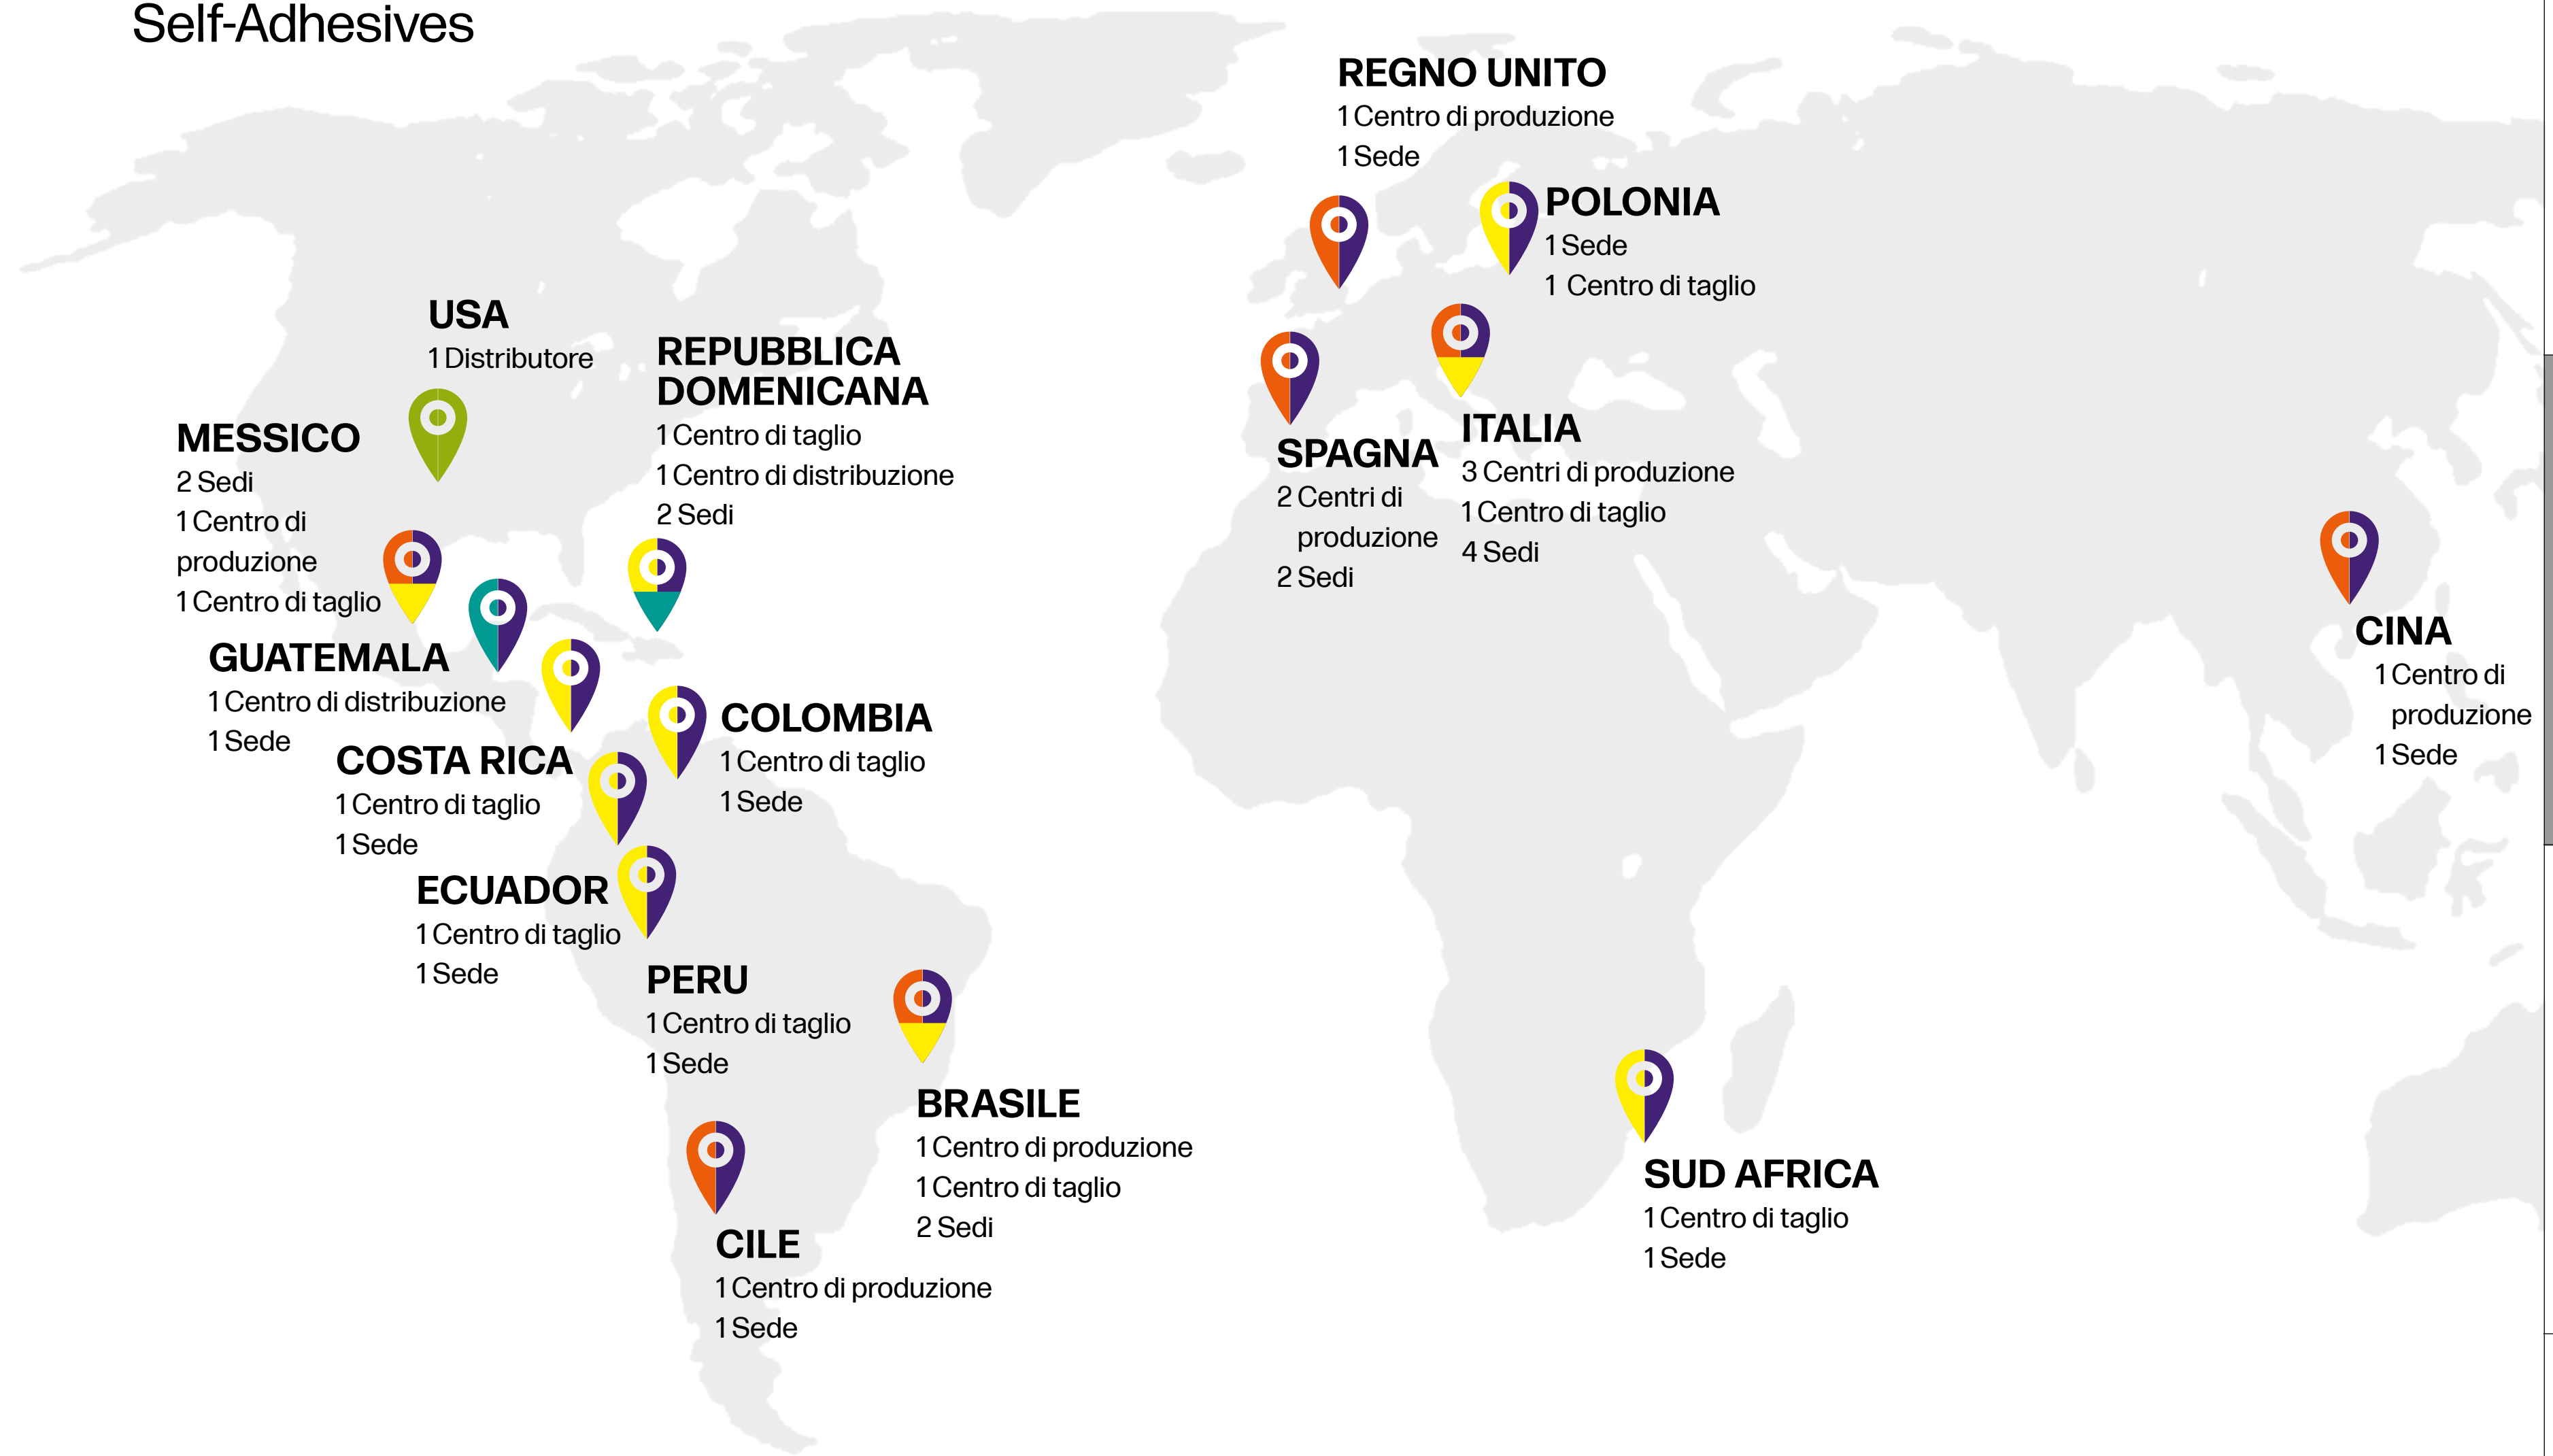 Self-Adhesives
REGNO UNITO
1 Centro di produzione
1 Sede
POLONIA
1 Sede
1 Centro di taglio
USA
1 Distributore
REPUBBLICA
DOMENICANA
1 Centro di taglio
1 Centro di distribuzione
2 Sedi
MESSICO
2 Sedi
1 Centro di
produzione
1 Centro di taglio
SPAGNA
2 Centri di
produzione
2 Sedi
ITALIA
3 Centri di produzione
1 Centro di taglio
4 Sedi
CINA
1 Centro di
produzione
1 Sede
GUATEMALA
1 Centro di distribuzione
1 Sede
COLOMBIA
1 Centro di taglio
1 Sede
COSTA RICA
1 Centro di taglio
1 Sede
ECUADOR
1 Centro di taglio
1 Sede
PERU
1 Centro di taglio
1 Sede
BRASILE
1 Centro di produzione
1 Centro di taglio
2 Sedi
SUD AFRICA
1 Centro di taglio
1 Sede
CILE
1 Centro di produzione
1 Sede